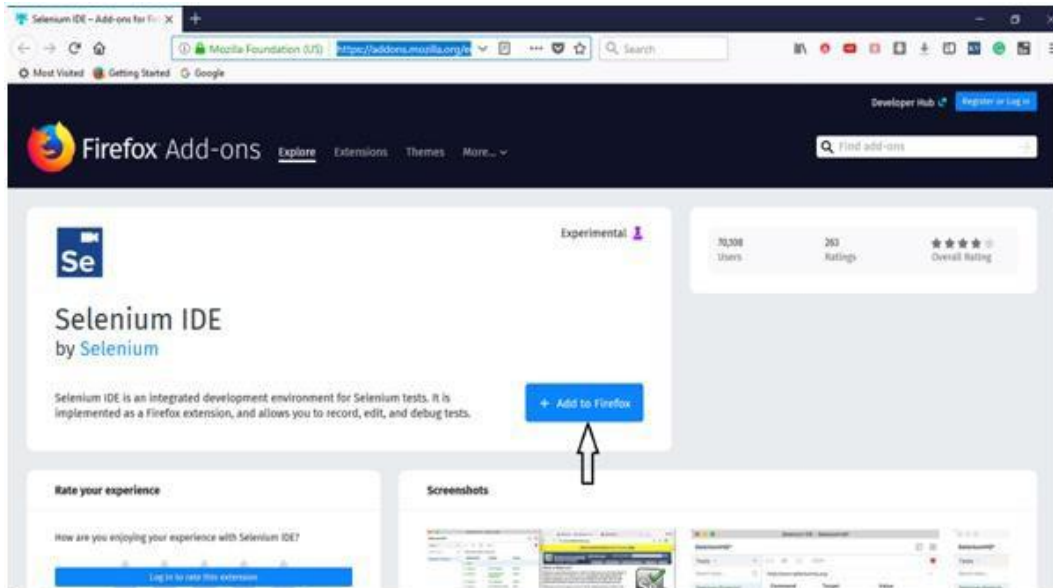 Selenium IDE – Add-ons for Fir
Mozilla Foundation (US) https://addons.mozilla.org/e
Search
Most Visited Getting Started Google
Developer Hub Register or Log in
Firefox Add-ons Explore Extensions Themes More...
Find add-ons
Se
Experimental
Selenium IDE
by Selenium
Selenium IDE is an integrated development environment for Selenium tests. It is
implemented as a Firefox extension, and allows you to record, edit, and debug tests.
+ Add to Firefox
70,108 263
Users Ratings Overall Rating
Rate your experience
How are you enjoying your experience with Selenium IDE?
Log in to rate this extension
Screenshots
Command Target Value